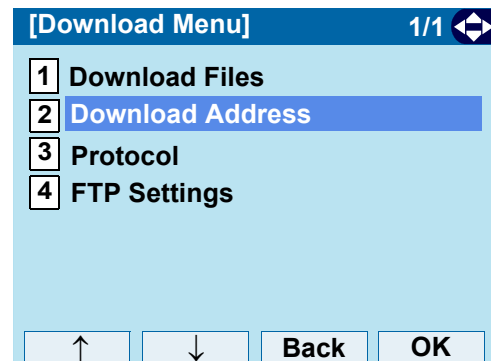 [Download Menu] 1/1
1 Download Files
2 Download Address
3 Protocol
4 FTP Settings
↑ ↓ Back OK